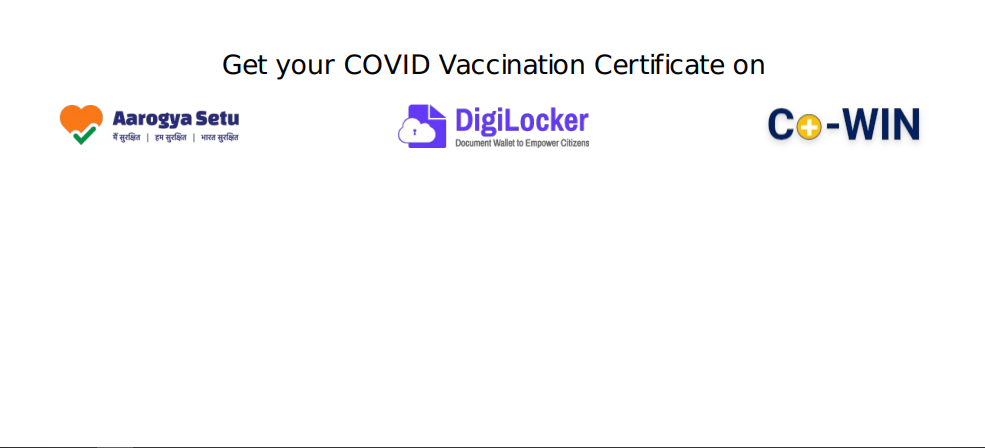 Get your COVID Vaccination Certificate on
Aarogya Setu
मैं सुरक्षित | हम सुरक्षित | भारत सुरक्षित
DigiLocker
Document Wallet to Empower Citizens
Co-WIN